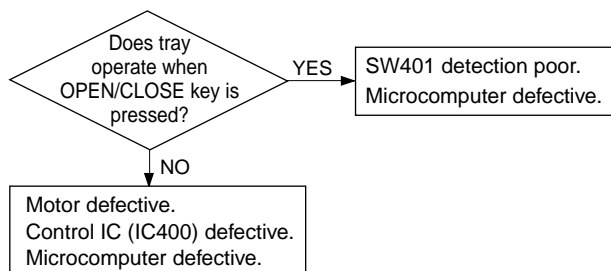 Does tray
operate when
OPEN/CLOSE key is
pressed?
YES
SW401 detection poor.
Microcomputer defective.
NO
Motor defective.
Control IC (IC400) defective.
Microcomputer defective.